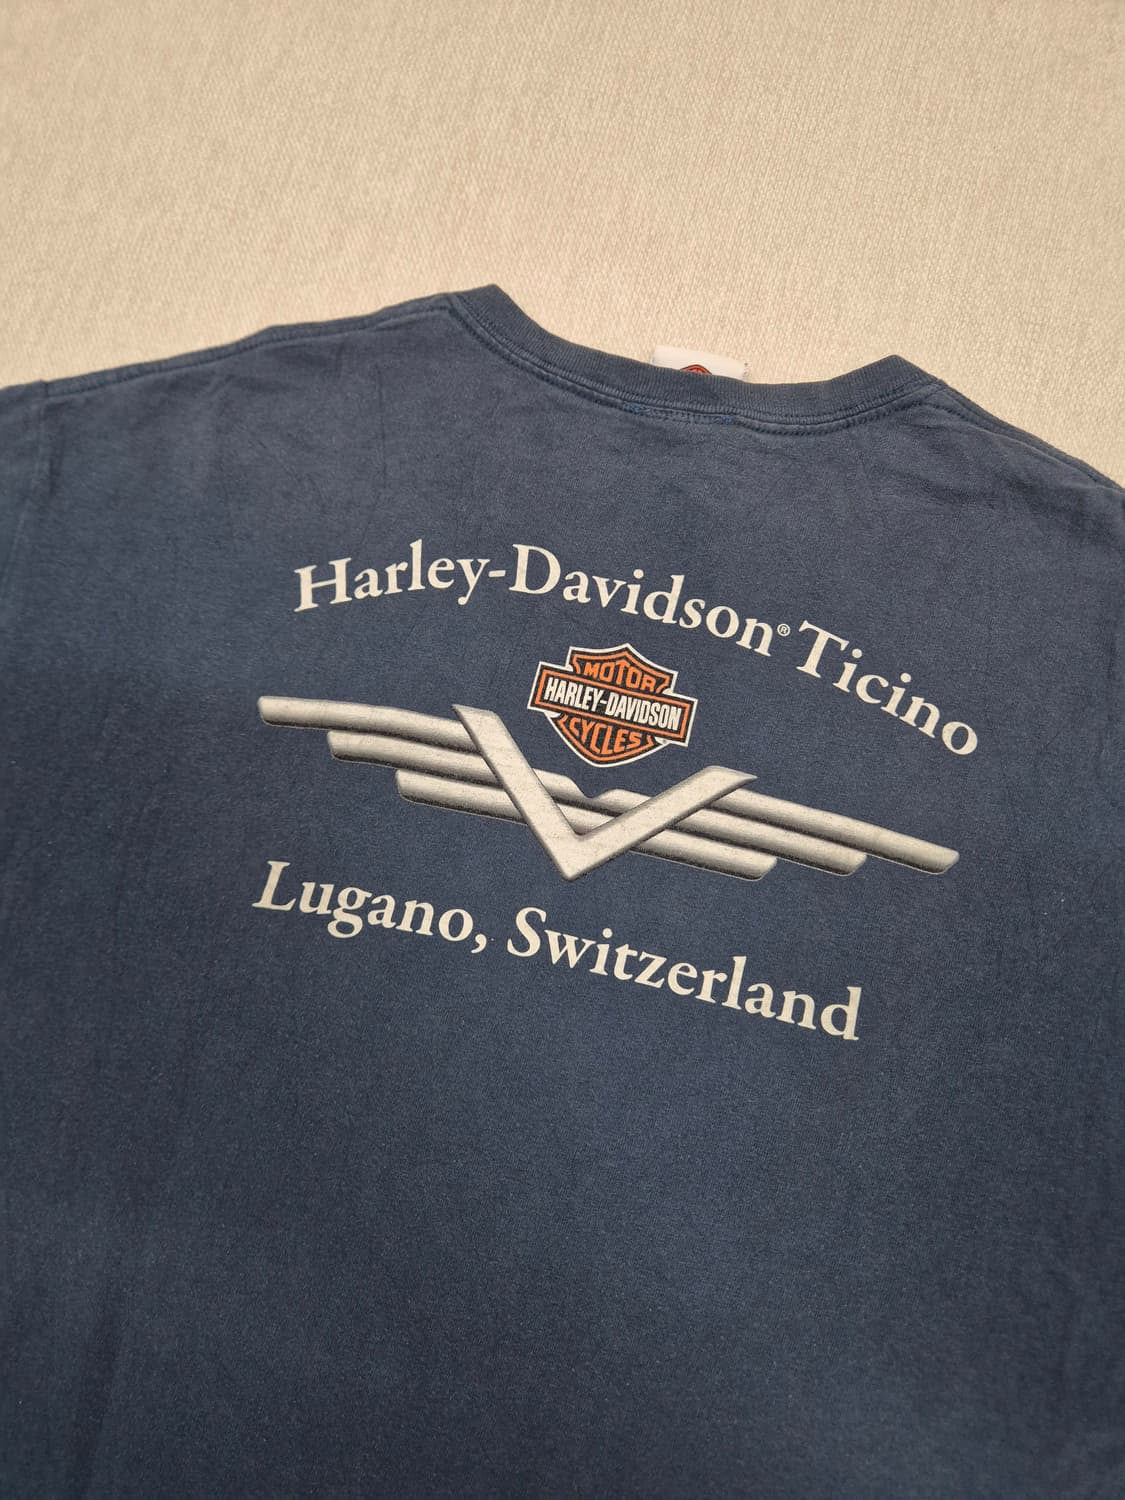 Harley-Davidson® Ticino
MOTOR
HARLEY-DAVIDSON
CYCLES
Lugano, Switzerland